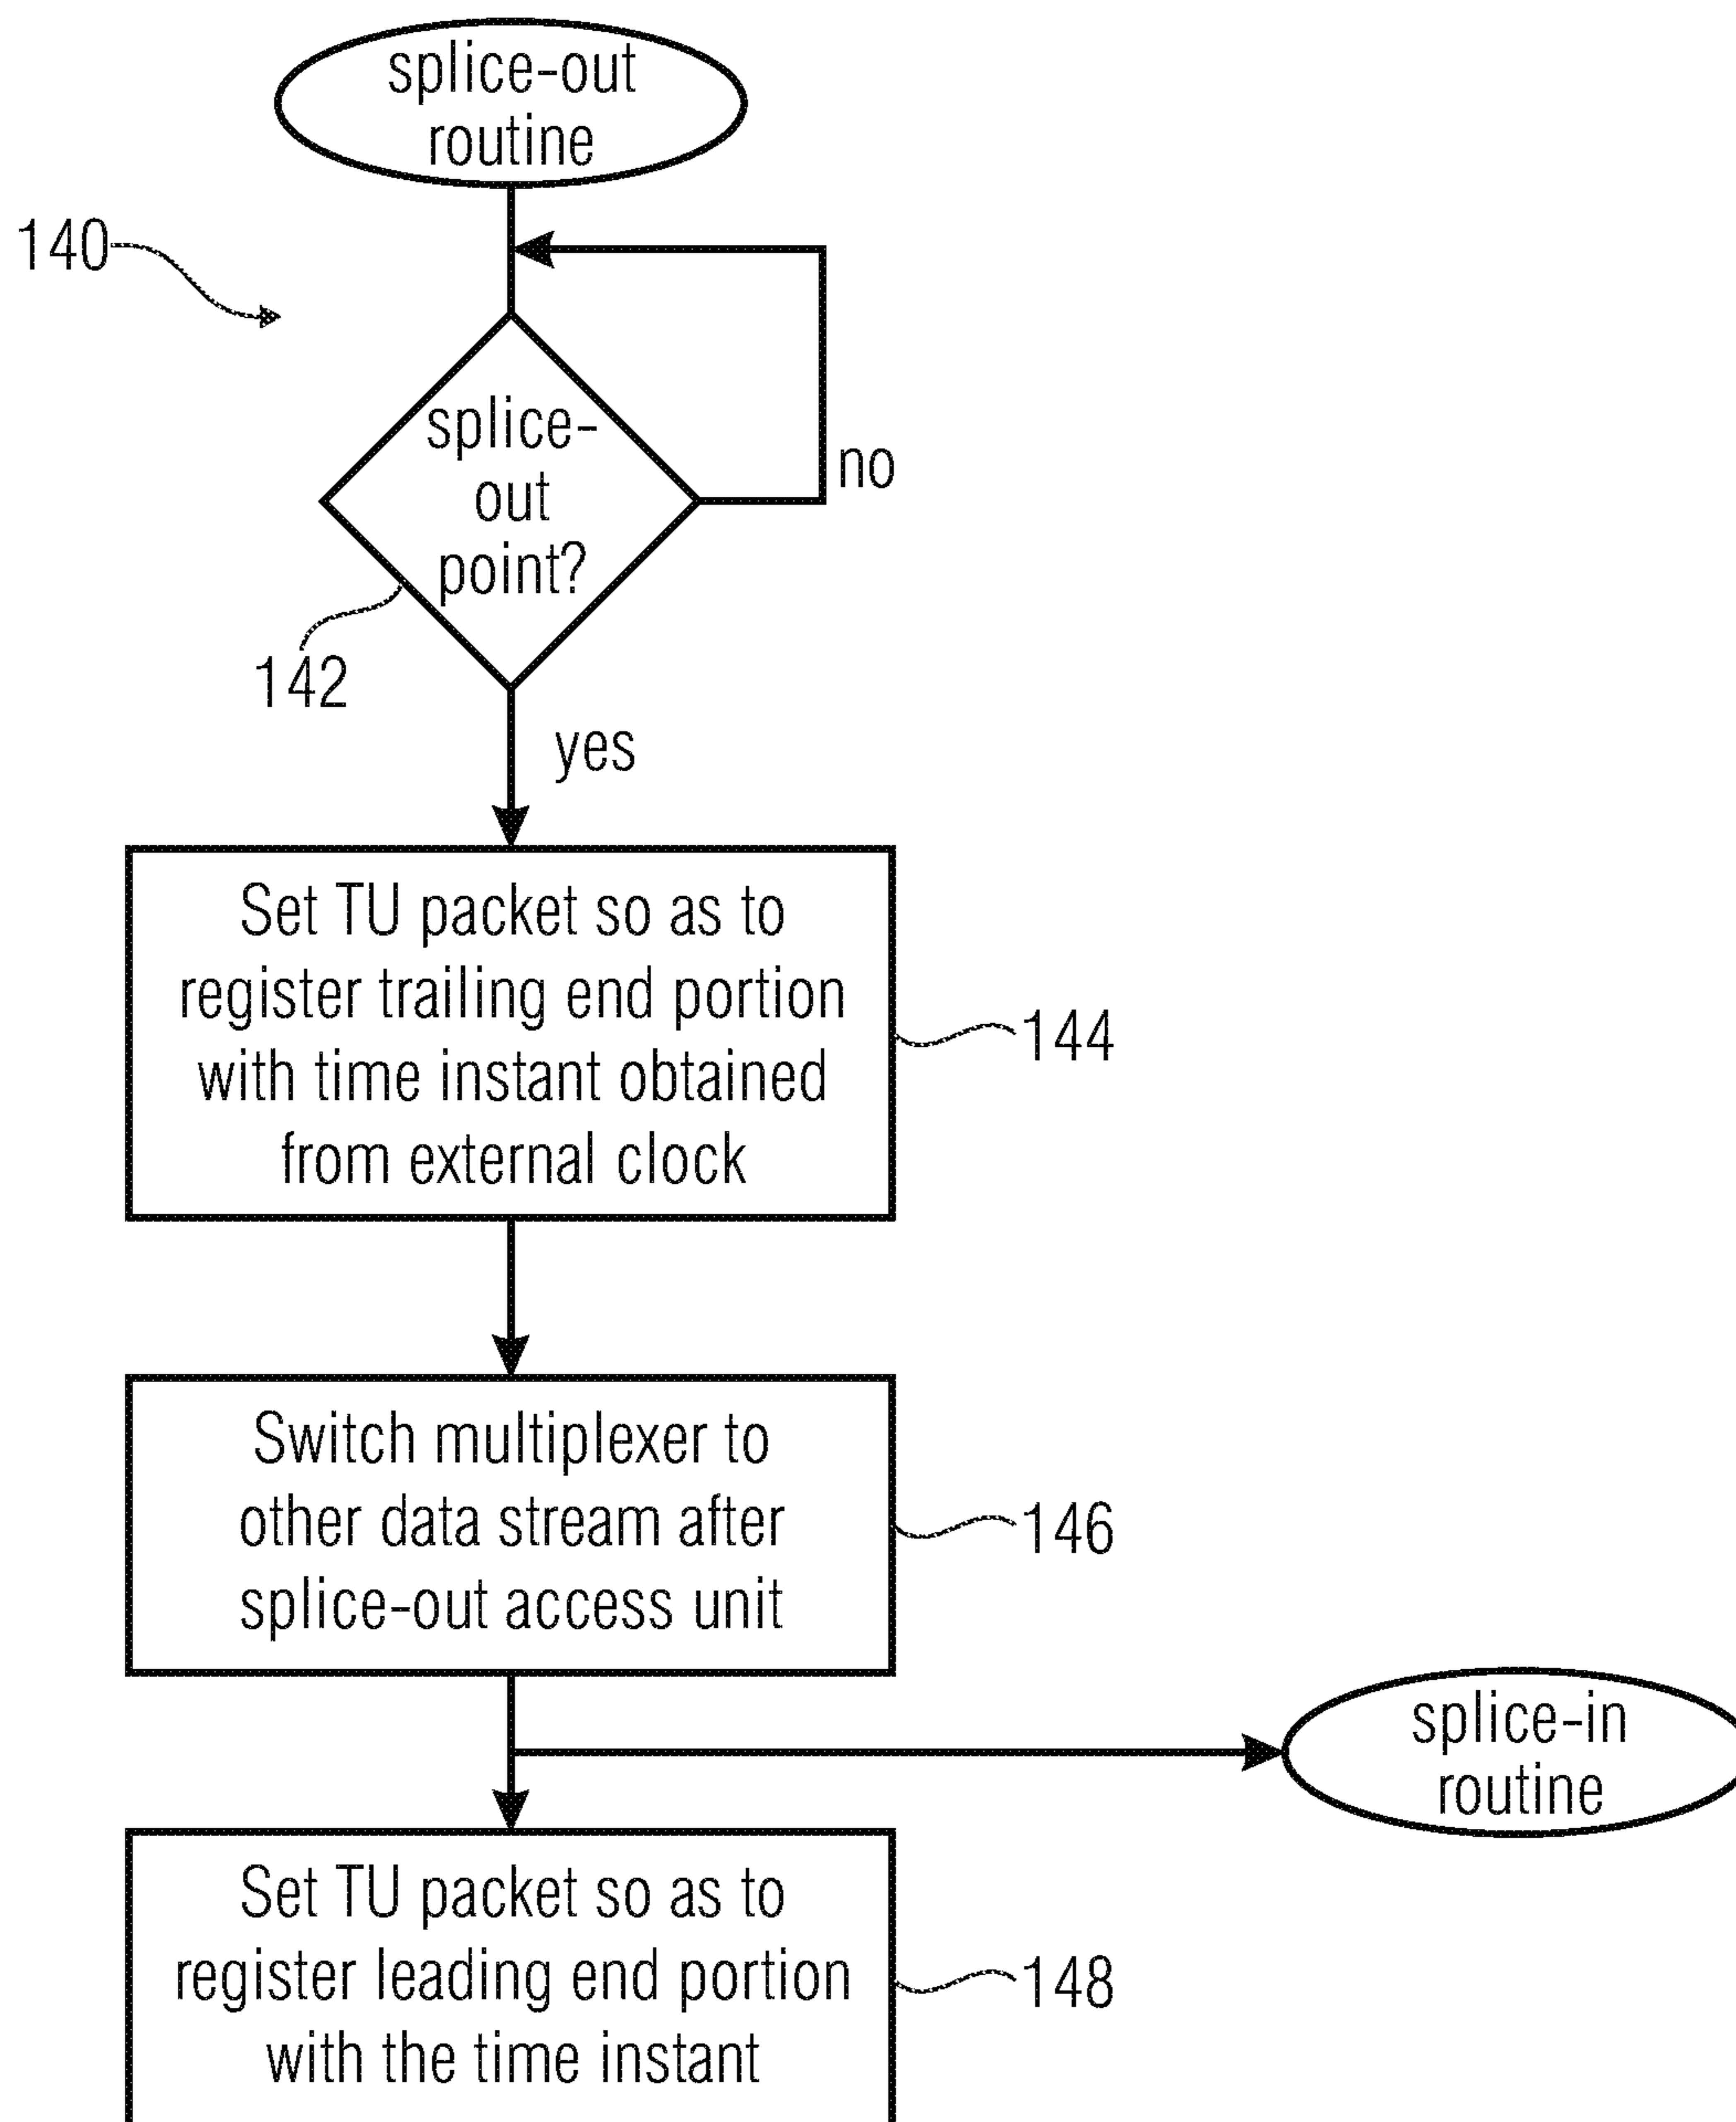 splice-out
routine
140
splice-
out
point?
no
142
yes
Set TU packet so as to
register trailing end portion
with time instant obtained
from external clock
144
Switch multiplexer to
other data stream after
splice-out access unit
146
splice-in
routine
Set TU packet so as to
register leading end portion
with the time instant
148